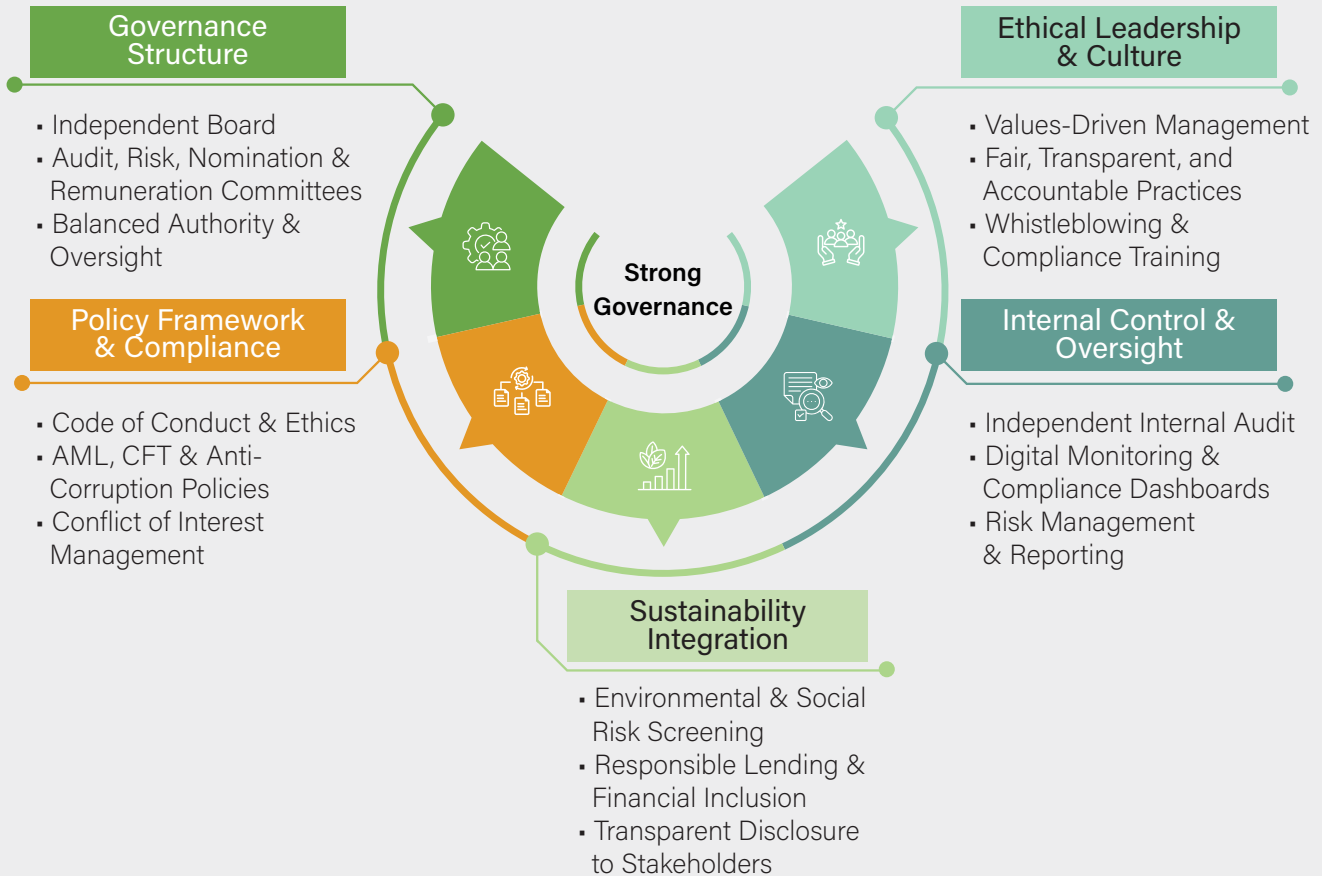 Governance
Structure
• Independent Board
• Audit, Risk, Nomination &
Remuneration Committees
• Balanced Authority &
Oversight
Policy Framework
& Compliance
• Code of Conduct & Ethics
• AML, CFT & Anti-
Corruption Policies
• Conflict of Interest
Management
Strong
Governance
Sustainability
Integration
• Environmental & Social
Risk Screening
• Responsible Lending &
Financial Inclusion
• Transparent Disclosure
to Stakeholders
Ethical Leadership
& Culture
• Values-Driven Management
• Fair, Transparent, and
Accountable Practices
• Whistleblowing &
Compliance Training
Internal Control &
Oversight
• Independent Internal Audit
• Digital Monitoring &
Compliance Dashboards
• Risk Management
& Reporting